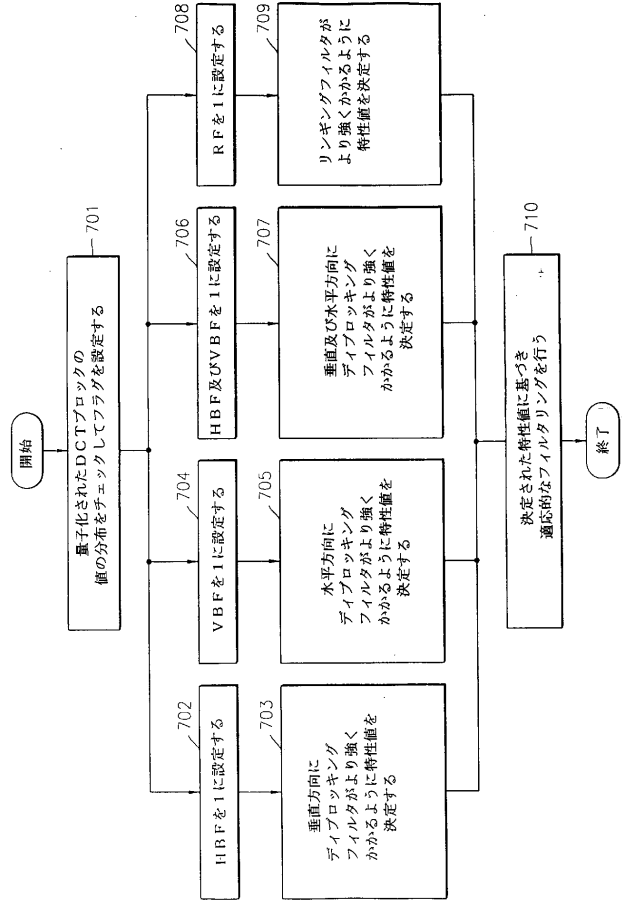 開始
701
量子化されたDCTブロックの
値の分布をチェックしてフラグを設定する
702
HBFを1に設定する
703
垂直方向に
ディブロッキング
フィルタがより強く
かかるように特性値を
決定する
704
VBFを1に設定する
705
水平方向に
ディブロッキング
フィルタがより強く
かかるように特性値を
決定する
706
HBF及びVBFを1に設定する
707
垂直及び水平方向に
ディブロッキング
フィルタがより強く
かかるように特性値を
決定する
708
RFを1に設定する
709
リンギングフィルタが
より強くかかるように
特性値を決定する
710
決定された特性値に基づき
適応的なフィルタリングを行う
終了